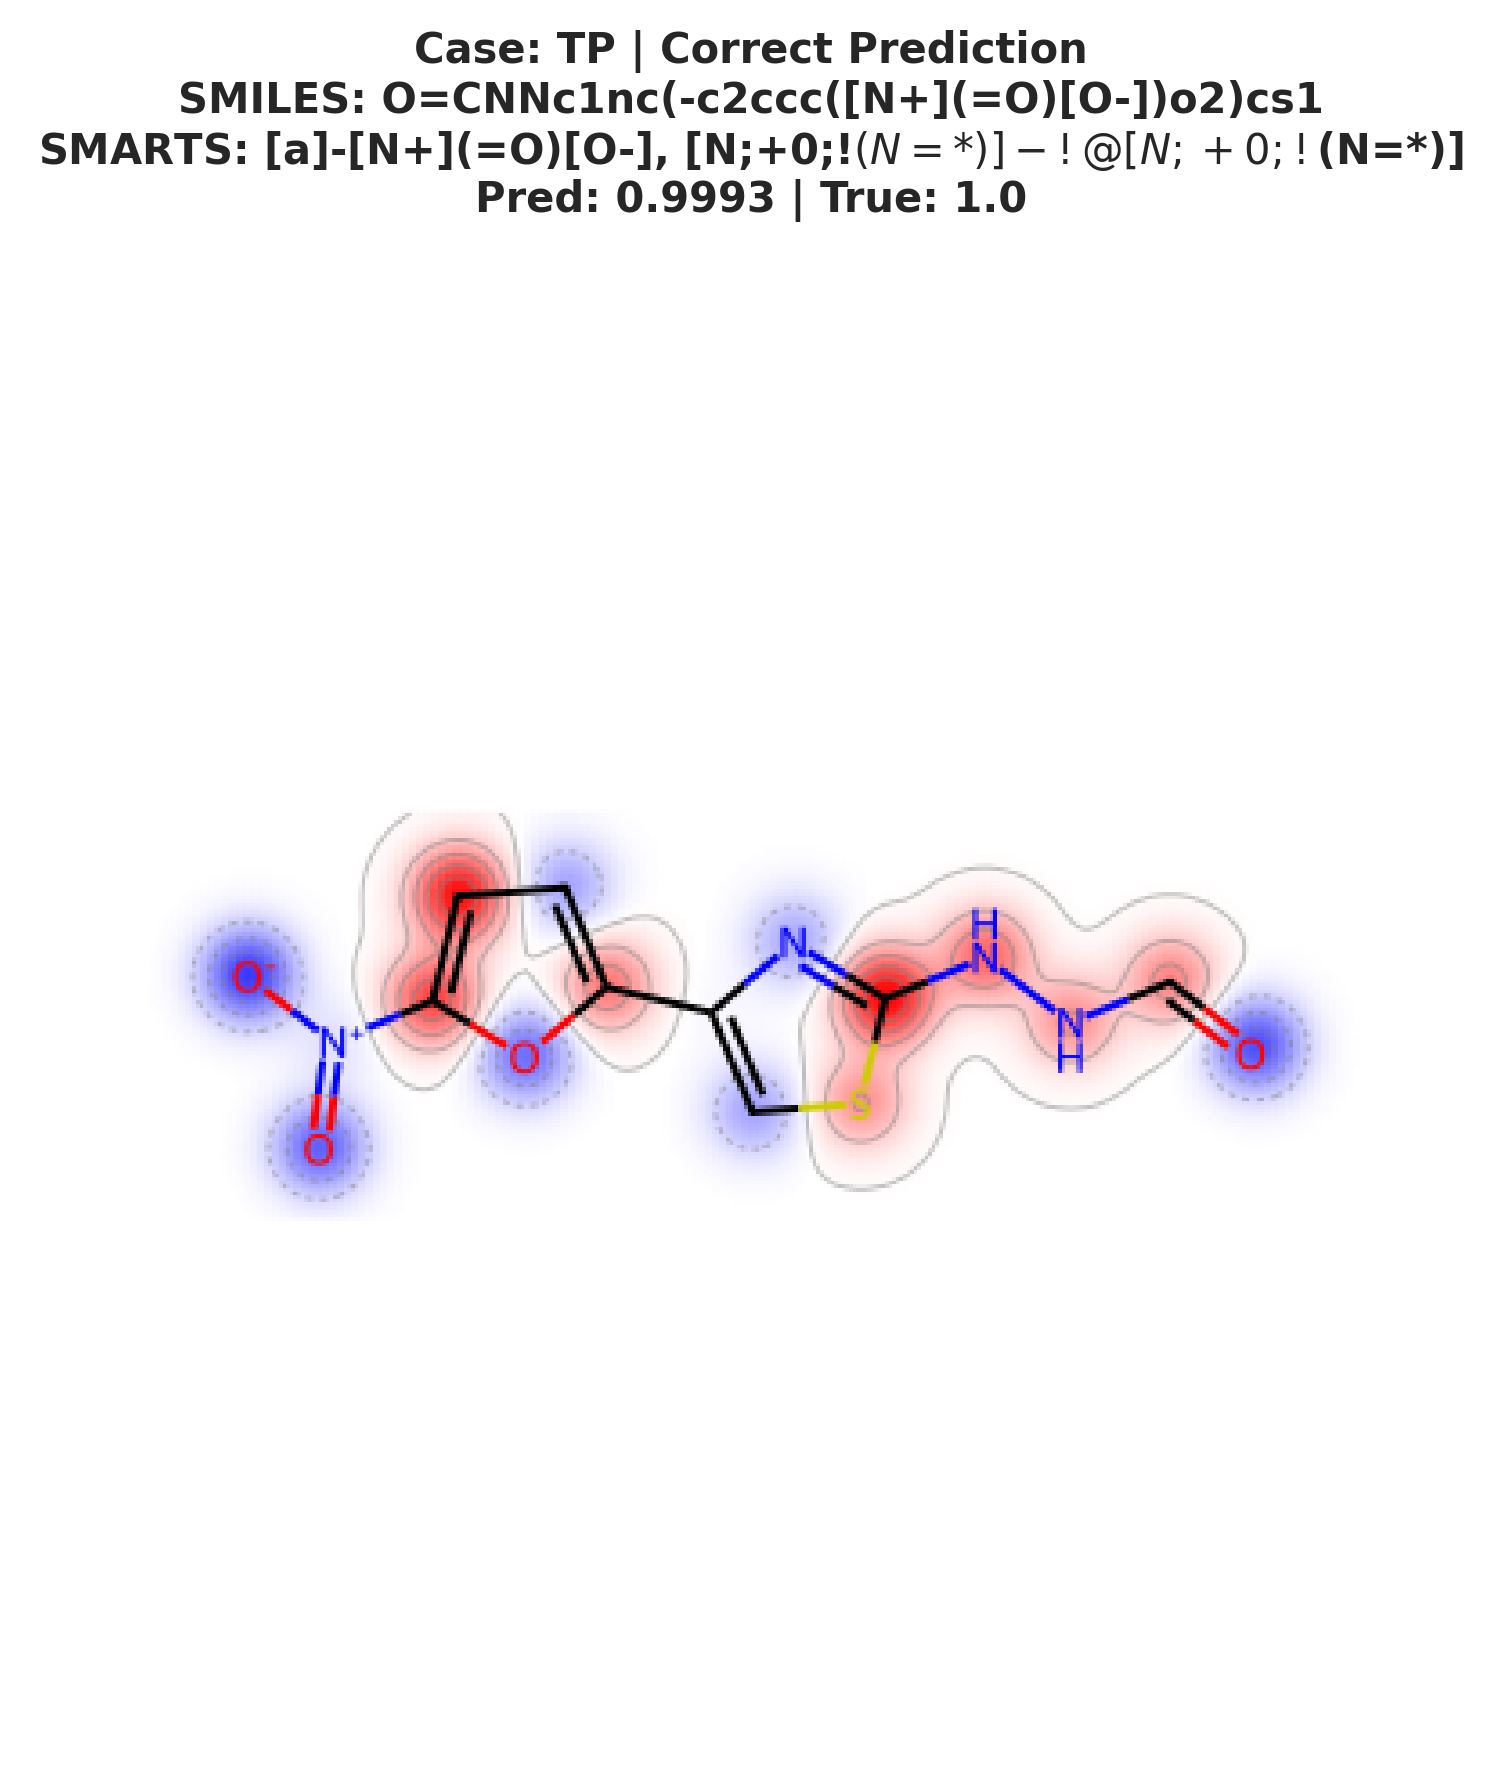 Case: TP | Correct Prediction
SMILES: O=CNNc1nc(-c2ccc([N+](=O)[O-])o2)cs1
SMARTS: [a]-[N+](=O)[O-], [N;+0;!(N = *)] − ! @[N; + 0; ! (N=*)]
Pred: 0.9993 | True: 1.0
H
N
N
O-
N+
N
H
O
O
S
O